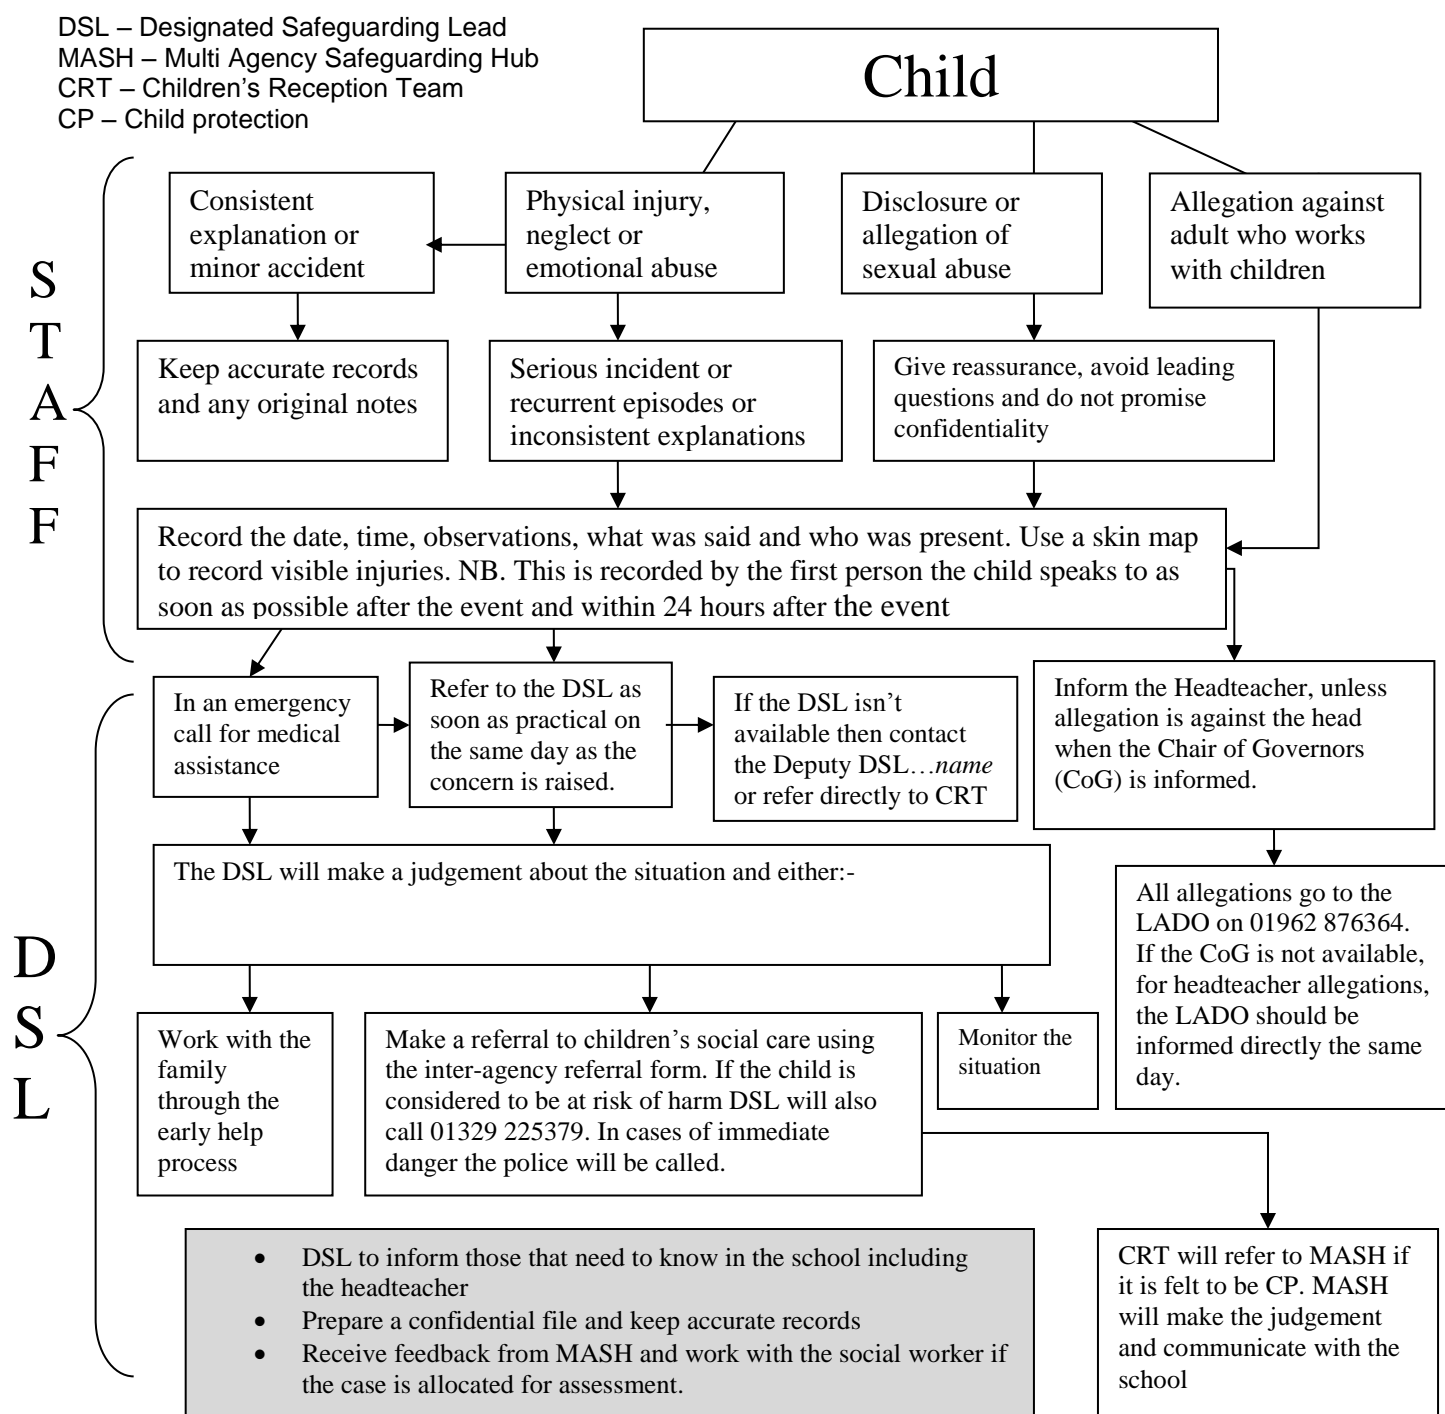 DSL – Designated Safeguarding Lead
MASH – Multi Agency Safeguarding Hub
CRT – Children's Reception Team
CP – Child protection
Child
Consistent
explanation or
minor accident
Physical injury,
neglect or
emotional abuse
Disclosure or
allegation of
sexual abuse
Allegation against
adult who works
with children
S
T
A
F
F
Keep accurate records
and any original notes
Serious incident or
recurrent episodes or
inconsistent explanations
Give reassurance, avoid leading
questions and do not promise
confidentiality
Record the date, time, observations, what was said and who was present. Use a skin map
to record visible injuries. NB. This is recorded by the first person the child speaks to as
soon as possible after the event and within 24 hours after the event
In an emergency
call for medical
assistance
Refer to the DSL as
soon as practical on
the same day as the
concern is raised.
If the DSL isn't
available then contact
the Deputy DSL…name
or refer directly to CRT
Inform the Headteacher, unless
allegation is against the head
when the Chair of Governors
(CoG) is informed.
The DSL will make a judgement about the situation and either:-
All allegations go to the
LADO on 01962 876364.
If the CoG is not available,
for headteacher allegations,
the LADO should be
informed directly the same
day.
D
S
L
Work with the
family
through the
early help
process
Make a referral to children's social care using
the inter-agency referral form. If the child is
considered to be at risk of harm DSL will also
call 01329 225379. In cases of immediate
danger the police will be called.
Monitor the
situation
• DSL to inform those that need to know in the school including
the headteacher
• Prepare a confidential file and keep accurate records
• Receive feedback from MASH and work with the social worker if
the case is allocated for assessment.
CRT will refer to MASH if
it is felt to be CP. MASH
will make the judgement
and communicate with the
school